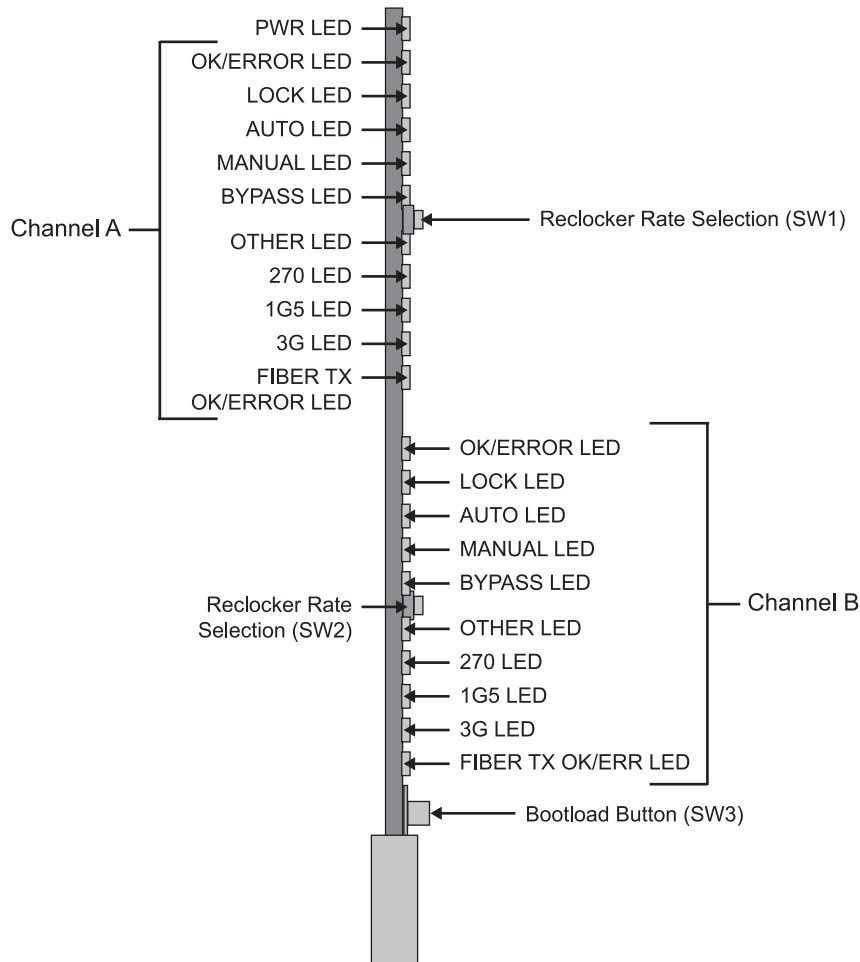 PWR LED
OK/ERROR LED
LOCK LED
AUTO LED
MANUAL LED
BYPASS LED
Channel A
Reclocker Rate Selection (SW1)
OTHER LED
270 LED
1G5 LED
3G LED
FIBER TX
OK/ERROR LED
OK/ERROR LED
LOCK LED
AUTO LED
MANUAL LED
BYPASS LED
Reclocker Rate
Selection (SW2)
Channel B
OTHER LED
270 LED
1G5 LED
3G LED
FIBER TX OK/ERR LED
Bootload Button (SW3)